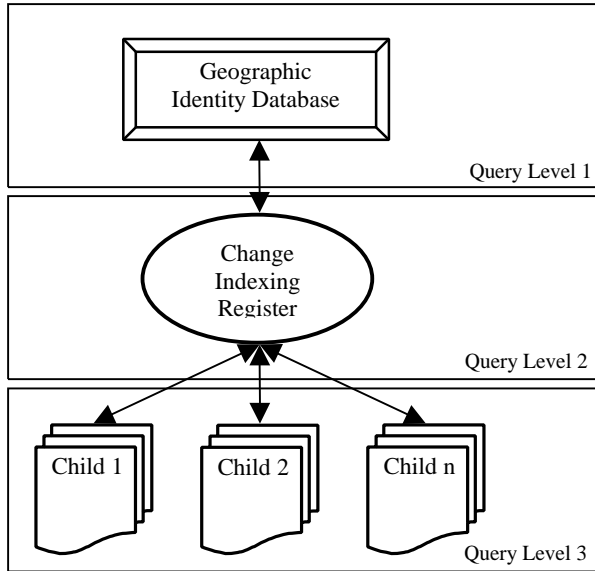 Geographic
Identity Database
Query Level 1
Change
Indexing
Register
Query Level 2
Child 1
Child 2
Child n
Query Level 3